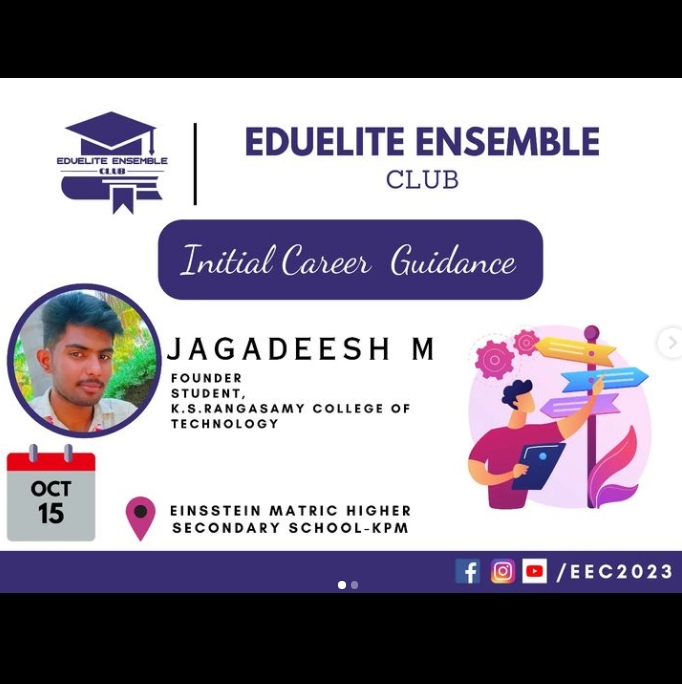 EDUELITE ENSEMBLE
CLUB
EDUELITE ENSEMBLE
CLUB
Initial Career Guidance
JAGADEESH M
FOUNDER
STUDENT,
K.S.RANGASAMY COLLEGE OF
TECHNOLOGY
OCT
15
EINSSTEIN MATRIC HIGHER
SECONDARY SCHOOL-KPM
/EEC2023